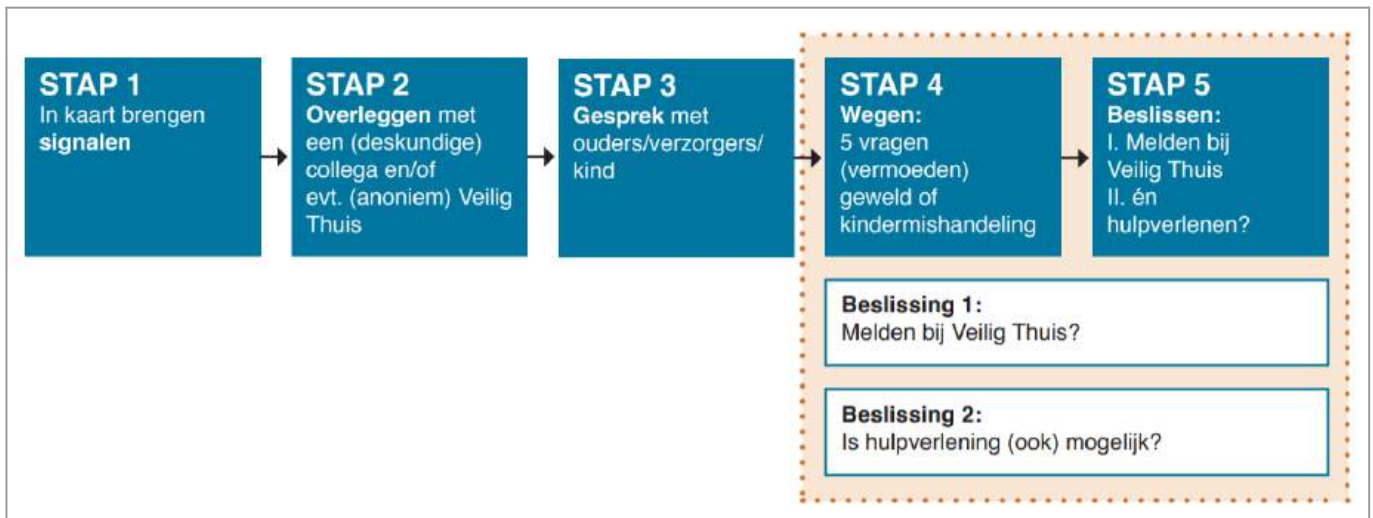 STAP 1
In kaart brengen
signalen
STAP 2
Overleggen met
een (deskundige)
collega en/of
evt. (anoniem) Veilig
Thuis
STAP 3
Gesprek met
ouders/verzorgers/
kind
STAP 4
Wegen:
5 vragen
(vermoeden)
geweld of
kindermishandeling
STAP 5
Beslissen:
I. Melden bij
Veilig Thuis
II. én
hulpverlenen?
Beslissing 1:
Melden bij Veilig Thuis?
Beslissing 2:
Is hulpverlening (ook) mogelijk?